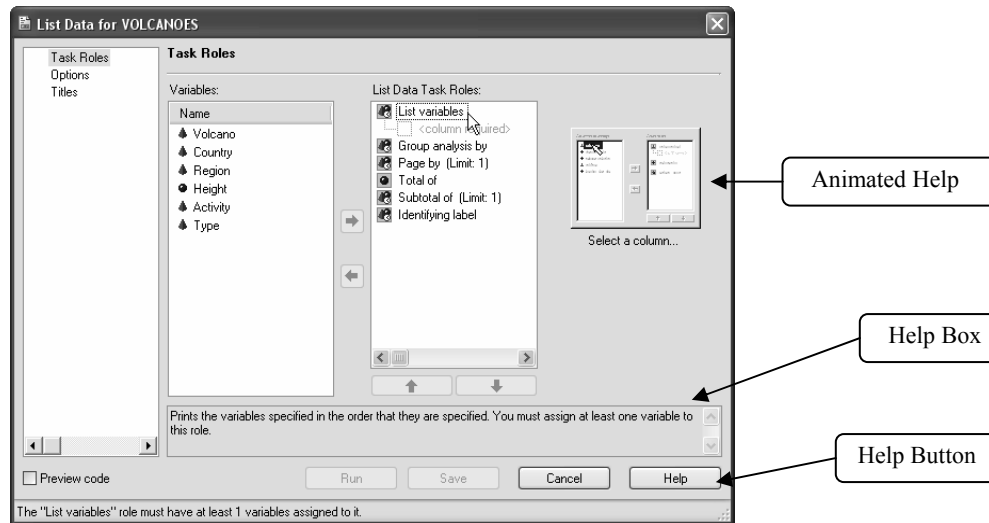 List Data for VOLCANOES
Task Roles
Options
Titles
Task Roles
Variables:
Name
Volcano
Country
Region
Height
Activity
Type
List Data Task Roles:
List variables
<column required>
Group analysis by
Page by (Limit: 1)
Total of
Subtotal of (Limit: 1)
Identifying label
Select a column...
Animated Help
Help Box
Prints the variables specified in the order that they are specified. You must assign at least one variable to
this role.
Help Button
Preview code
Run
Save
Cancel
Help
The "List variables" role must have at least 1 variables assigned to it.